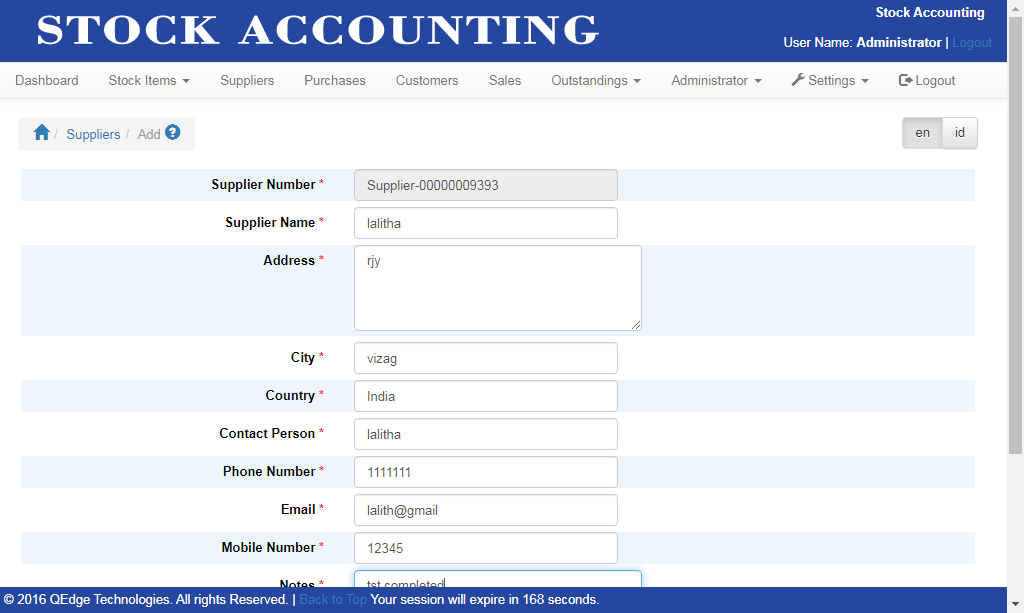 STOCK ACCOUNTING
Stock Accounting
User Name: Administrator | Logout
Dashboard Stock Items Suppliers Purchases Customers Sales Outstandings Administrator Settings Logout
/ Suppliers / Add ?
en id
Supplier Number * Supplier-00000009393
Supplier Name * lalitha
Address * rjy
City * vizag
Country * India
Contact Person * lalitha
Phone Number * 1111111
Email * lalith@gmail
Mobile Number * 12345
Notes * tst completed
© 2016 QEdge Technologies. All rights Reserved. | Back to Top Your session will expire in 168 seconds.